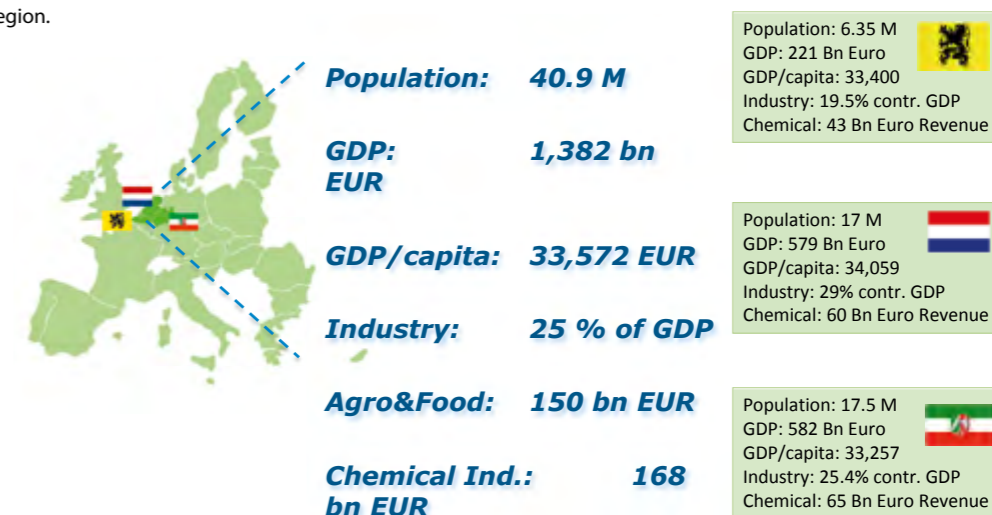 egion.
Population: 40.9 M
GDP: 1,382 bn
EUR
GDP/capita: 33,572 EUR
Industry: 25 % of GDP
Agro&Food: 150 bn EUR
Chemical Ind.: 168
bn EUR
Population: 6.35 M
GDP: 221 Bn Euro
GDP/capita: 33,400
Industry: 19.5% contr. GDP
Chemical: 43 Bn Euro Revenue
Population: 17 M
GDP: 579 Bn Euro
GDP/capita: 34,059
Industry: 29% contr. GDP
Chemical: 60 Bn Euro Revenue
Population: 17.5 M
GDP: 582 Bn Euro
GDP/capita: 33,257
Industry: 25.4% contr. GDP
Chemical: 65 Bn Euro Revenue